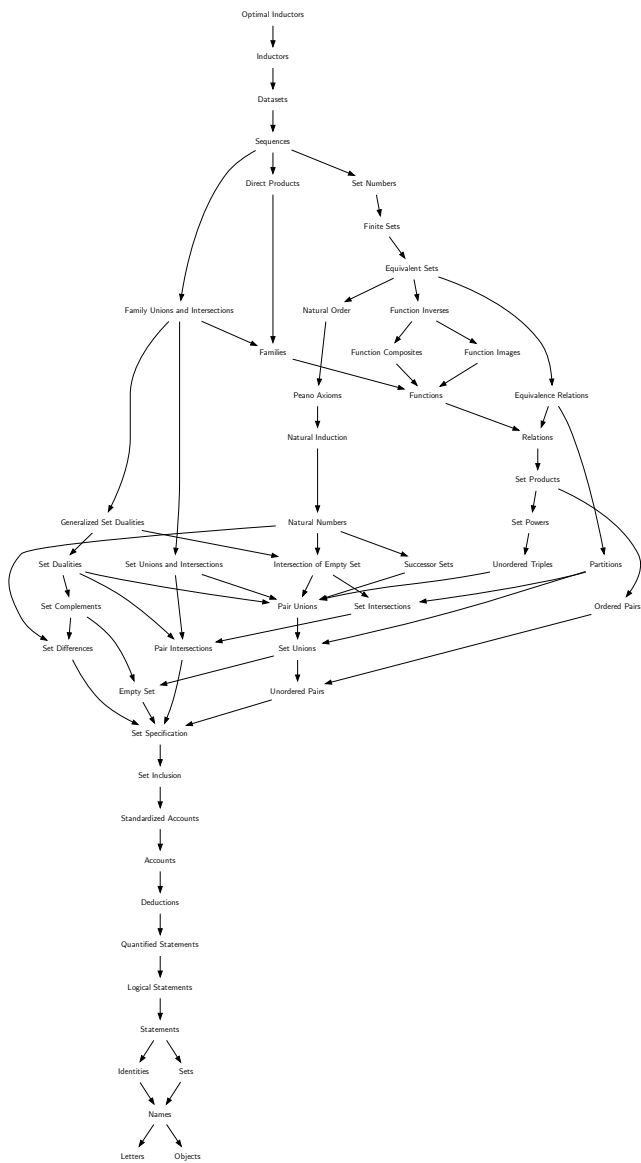 Optimal Inductors
Inductors
Datasets
Sequences
Direct Products
Set Numbers
Finite Sets
Equivalent Sets
Family Unions and Intersections
Natural Order
Function Inverses
Families
Function Composites
Function Images
Peano Axioms
Functions
Equivalence Relations
Natural Induction
Relations
Set Products
Generalized Set Dualities
Natural Numbers
Set Powers
Set Dualities
Set Unions and Intersections
Intersection of Empty Set
Successor Sets
Unordered Triples
Partitions
Set Complements
Pair Unions
Set Intersections
Ordered Pairs
Set Differences
Pair Intersections
Set Unions
Empty Set
Unordered Pairs
Set Specification
Set Inclusion
Standardized Accounts
Accounts
Deductions
Quantified Statements
Logical Statements
Statements
Identities
Sets
Names
Letters
Objects